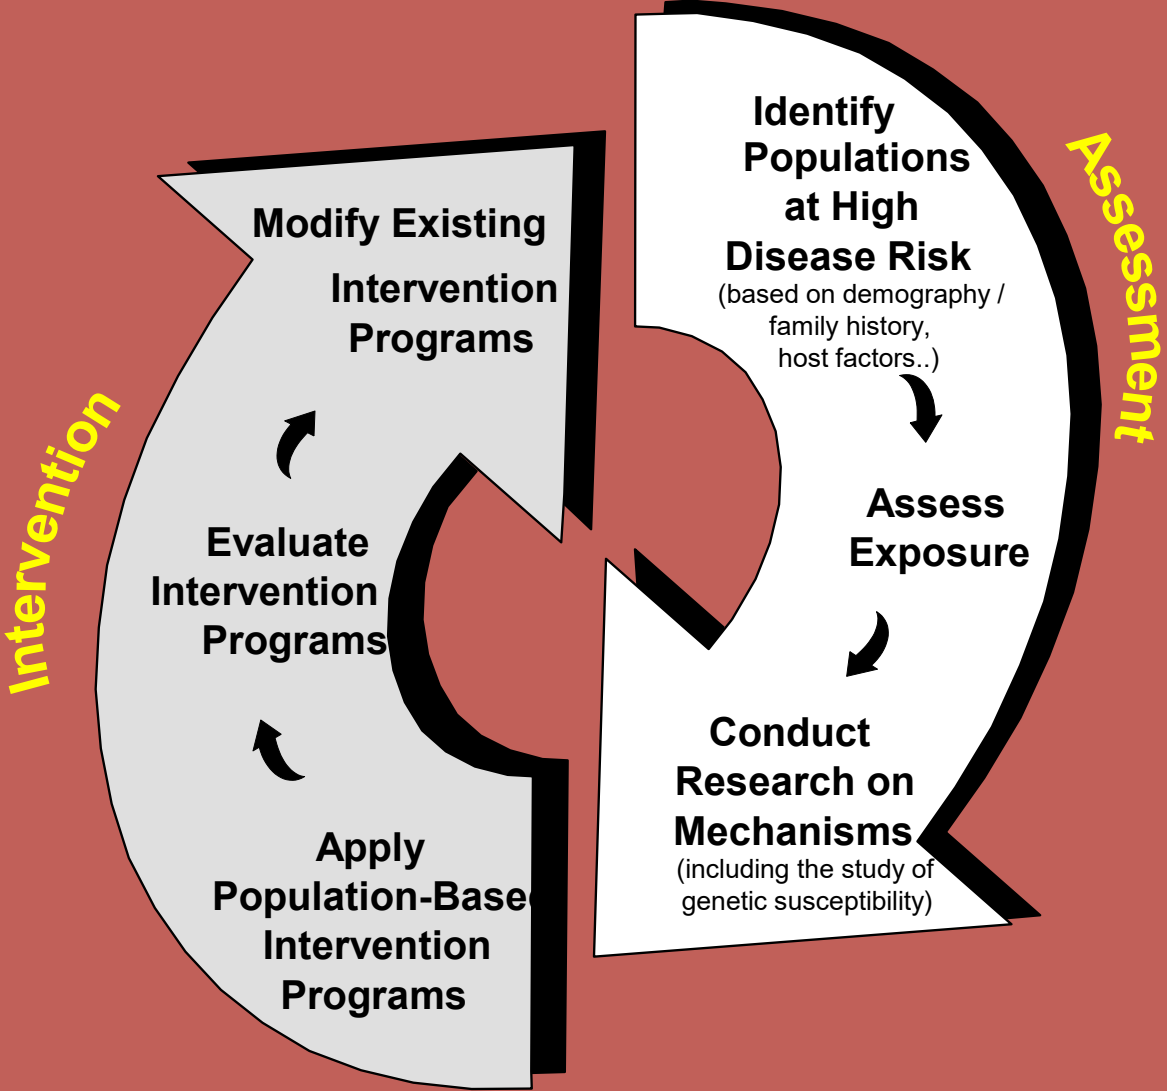 Assessment
Identify
Populations
at High
Disease Risk
(based on demography /
family history,
host factors..)
Assess
Exposure
Conduct
Research on
Mechanisms
(including the study of
genetic susceptibility)
Intervention
Apply
Population-Base
Intervention
Programs
Evaluate
Intervention
Programs
Modify Existing
Intervention
Programs